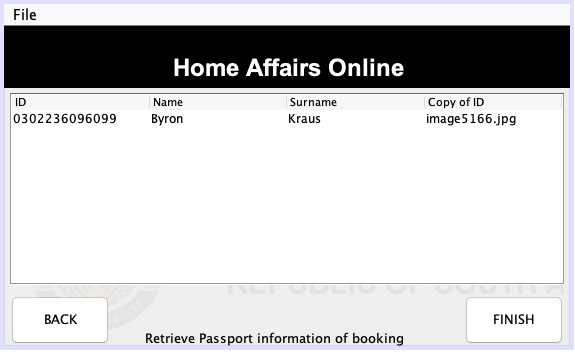 File
Home Affairs Online
ID Name Surname Copy of ID
0302236096099 Byron Kraus image5166.jpg
REPUBLIC OF SOUTH
BACK
FINISH
Retrieve Passport information of booking